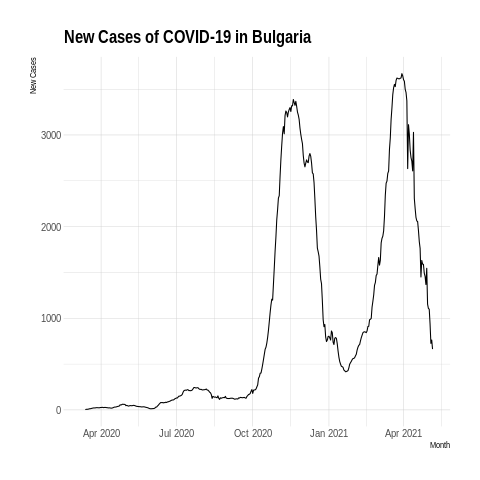 New Cases of COVID-19 in Bulgaria
New Cases
3000
2000
1000
0
Apr 2020 Jul 2020 Oct 2020 Jan 2021 Apr 2021
Month